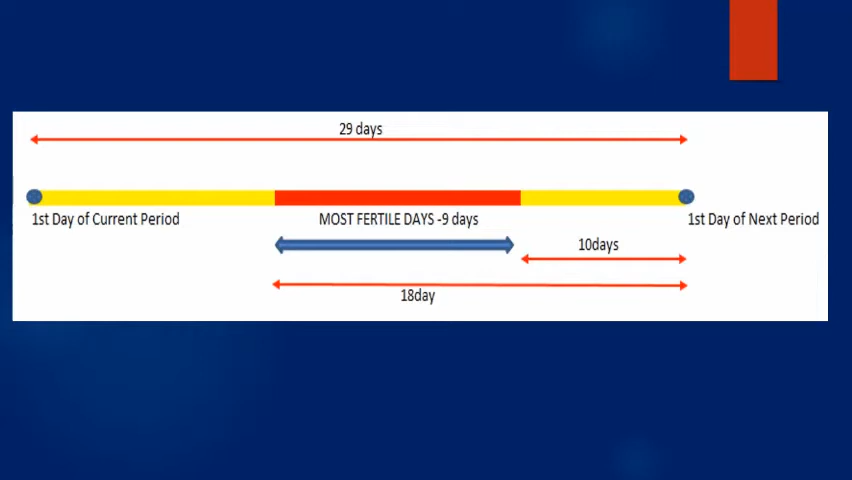 29 days
1st Day of Current Period
MOST FERTILE DAYS -9 days
1st Day of Next Period
10days
18day